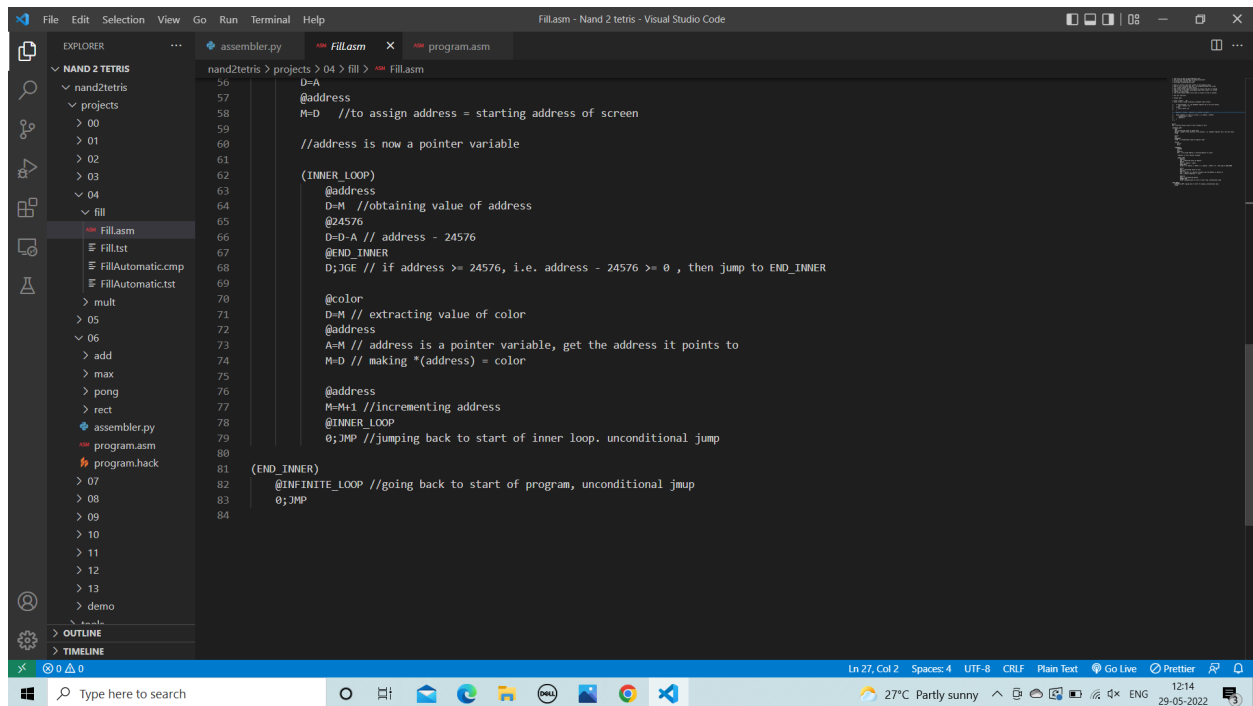 File Edit Selection View Go Run Terminal Help Fill.asm - Nand 2 tetris - Visual Studio Code
EXPLORER ···
assembler.py Fill.asm × program.asm
NAND 2 TETRIS
nandtetris > projects > 04 > fill > Fill.asm
nand2tetris
projects
00
01
02
03
04
fill
Fill.asm
Fill.tst
FillAutomatic.cmp
FillAutomatic.tst
mult
05
06
add
max
pong
rect
assembler.py
program.asm
program.hack
07
08
09
10
11
12
13
demo
OUTLINE
TIMELINE
56 D=A
57 @address
58 M=D //to assign address = starting address of screen
59
60 //address is now a pointer variable
61
62 (INNER_LOOP)
63 @address
64 D=M //obtaining value of address
65 @24576
66 D=D-A // address - 24576
67 @END_INNER
68 D;JGE // if address >= 24576, i.e. address - 24576 >= 0 , then jump to END_INNER
69
70 @color
71 D=M // extracting value of color
72 @address
73 A=M // address is a pointer variable, get the address it points to
74 M=D // making *(address) = color
75
76 @address
77 M=M+1 //incrementing address
78 @INNER_LOOP
79 0;JMP //jumping back to start of inner loop. unconditional jump
80
81 (END_INNER)
82 @INFINITE_LOOP //going back to start of program, unconditional jmup
83 0;JMP
84
0 0 Ln 27, Col 2 Spaces: 4 UTF-8 CRLF Plain Text Go Live Prettier
Type here to search DELL 27°C Partly sunny ENG 12:14
29-05-2022 3